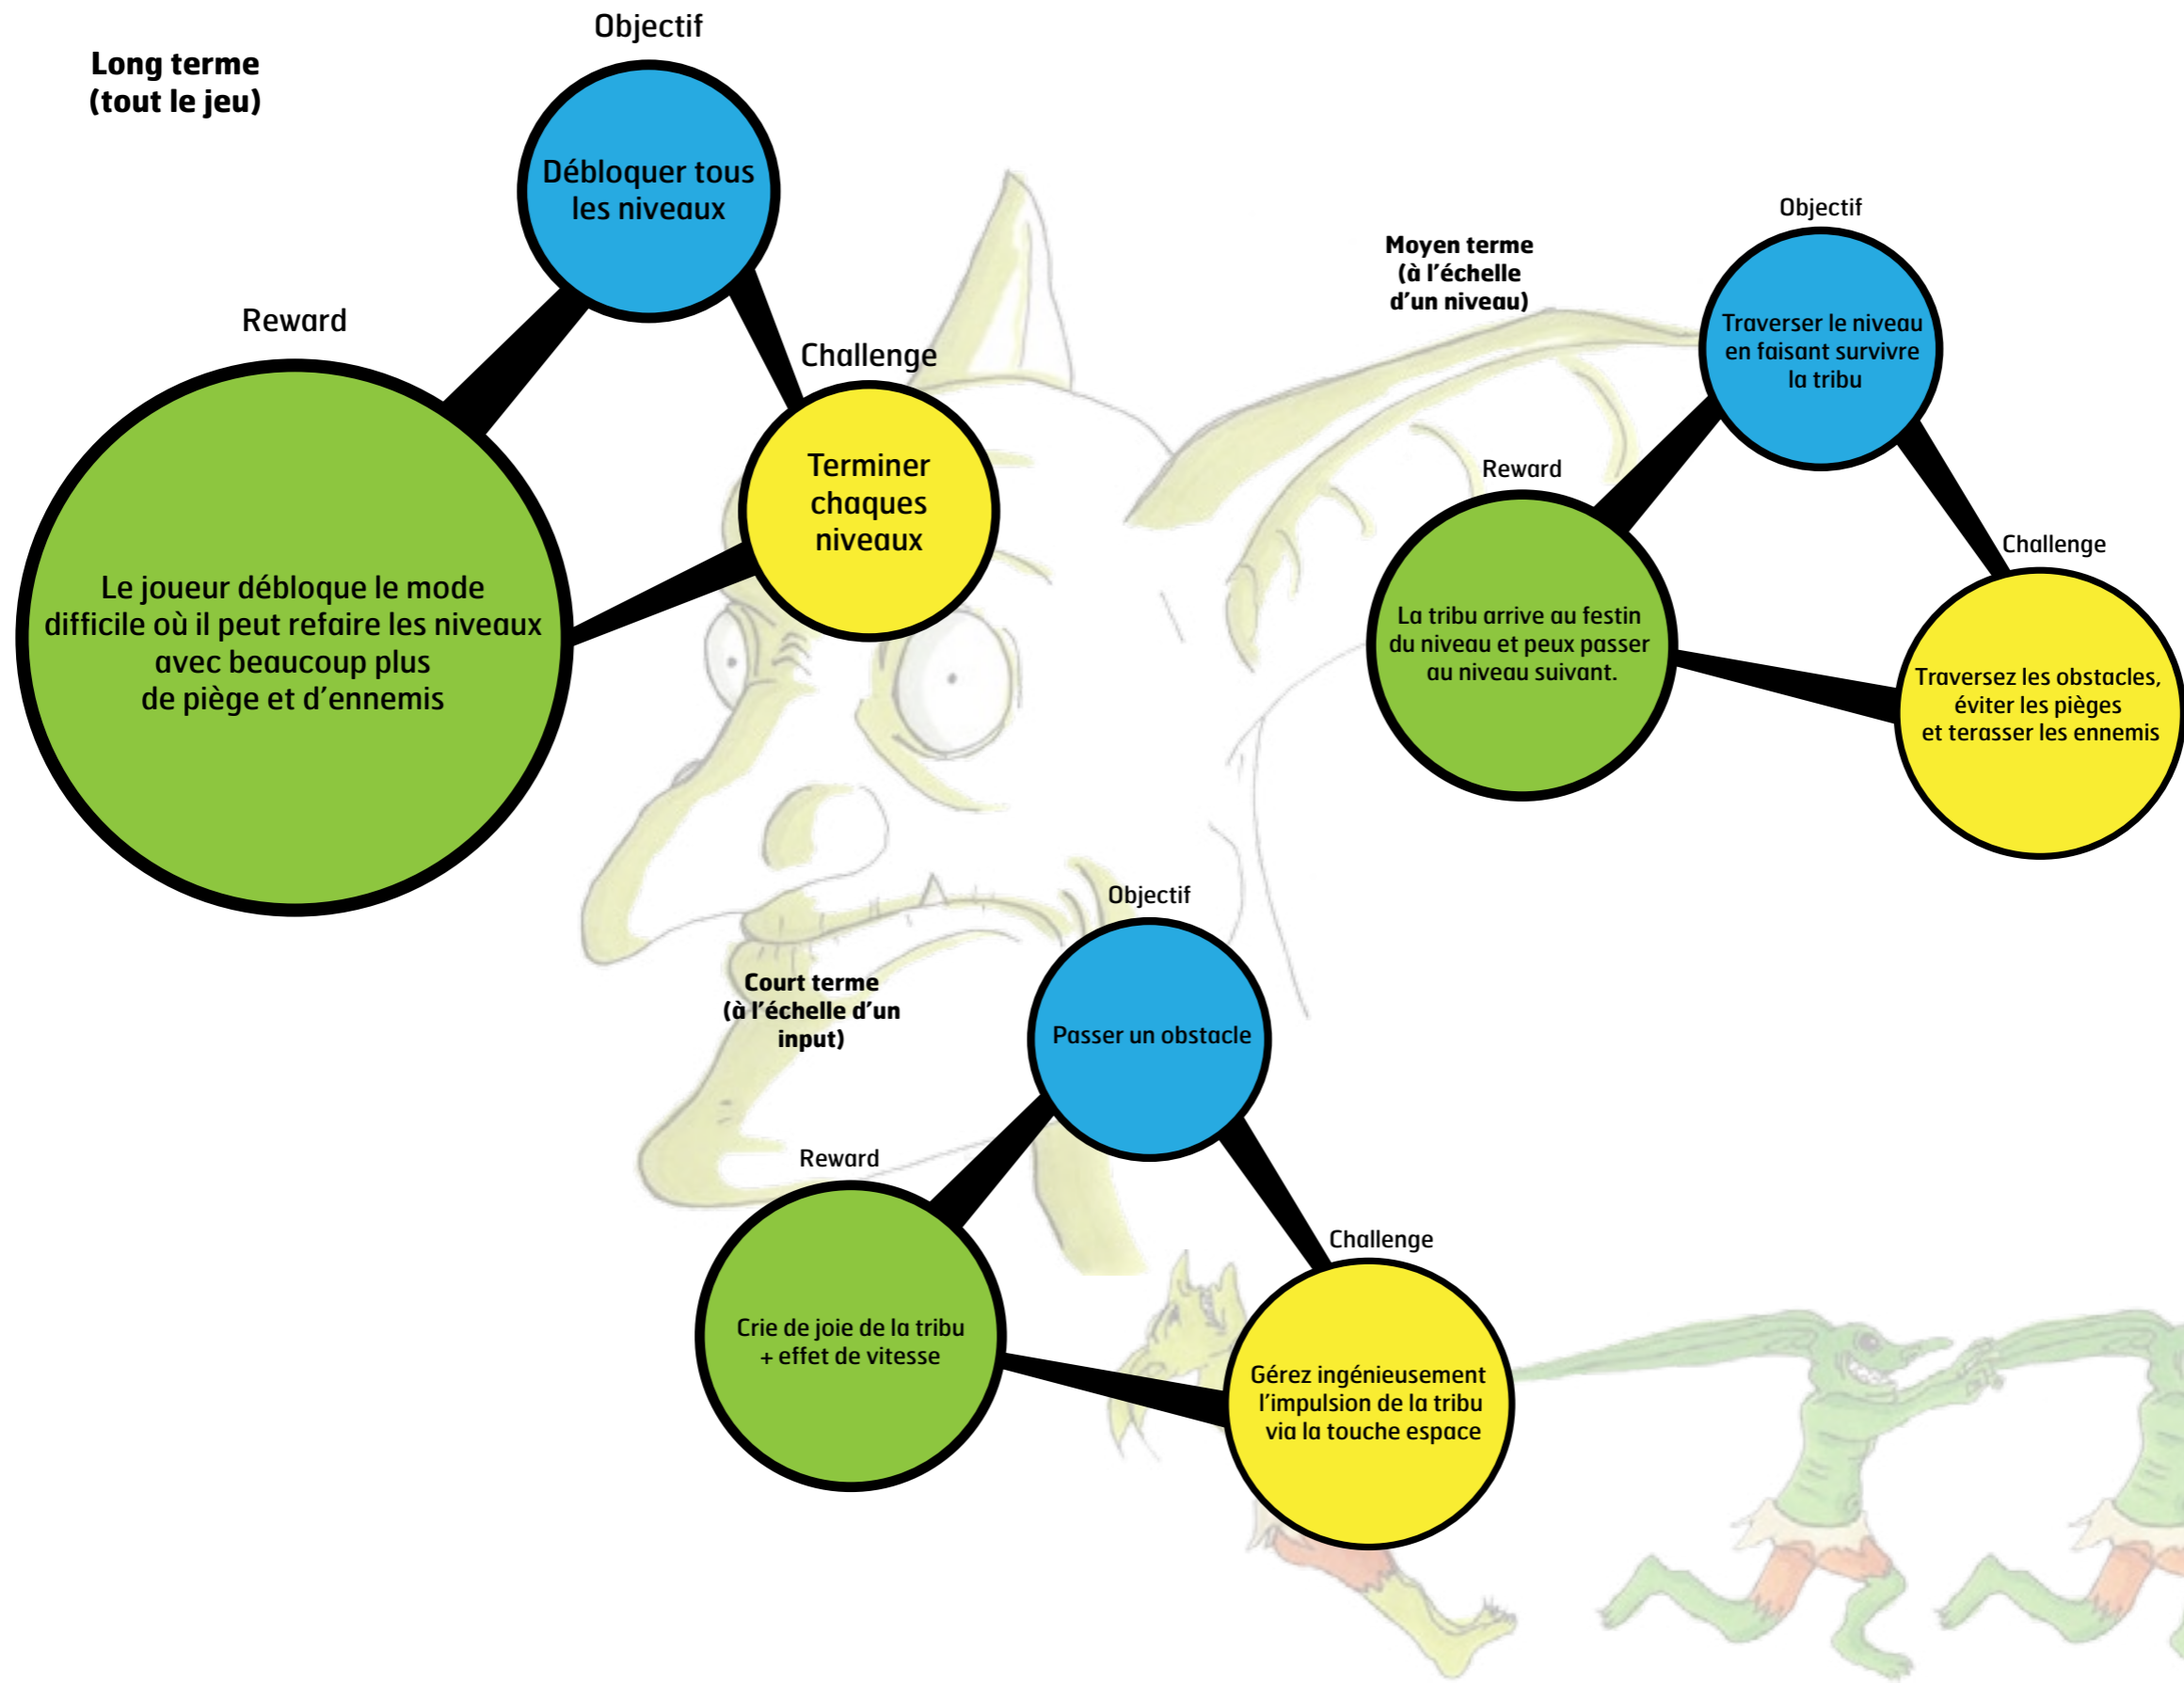 Long terme
(tout le jeu)
Objectif
Débloquer tous
les niveaux
Challenge
Terminer
chaques
niveaux
Reward
Le joueur débloque le mode
difficile où il peut refaire les niveaux
avec beaucoup plus
de piège et d'ennemis
Moyen terme
(à l'échelle
d'un niveau)
Objectif
Traverser le niveau
en faisant survivre
la tribu
Challenge
Traversez les obstacles,
éviter les pièges
et terasser les ennemis
Reward
La tribu arrive au festin
du niveau et peux passer
au niveau suivant.
Court terme
(à l'échelle d'un
input)
Objectif
Passer un obstacle
Challenge
Gérez ingénieusement
l'impulsion de la tribu
via la touche espace
Reward
Crie de joie de la tribu
+ effet de vitesse